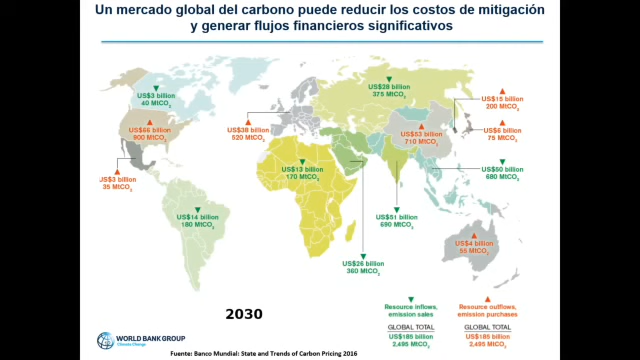 Un mercado global del carbono puede reducir los costos de mitigación
y generar flujos financieros significativos
US$3 billion
40 MtCO₂
US$28 billion
375 MtCO₂
US$15 billion
200 MtCO₂
US$66 billion
900 MtCO₂
US$38 billion
520 MtCO₂
US$53 billion
710 MtCO₂
US$6 billion
75 MtCO₂
US$3 billion
35 MtCO₂
US$13 billion
170 MtCO₂
US$50 billion
680 MtCO₂
US$14 billion
180 MtCO₂
US$51 billion
690 MtCO₂
US$4 billion
55 MtCO₂
US$26 billion
360 MtCO₂
2030
Resource inflows,
emission sales
GLOBAL TOTAL
US$185 billion
2,495 MtCO₂
Resource outflows,
emission purchases
GLOBAL TOTAL
US$185 billion
2,495 MtCO₂
WORLD BANK GROUP
Climate Change
Fuente: Banco Mundial: State and Trends of Carbon Pricing 2016